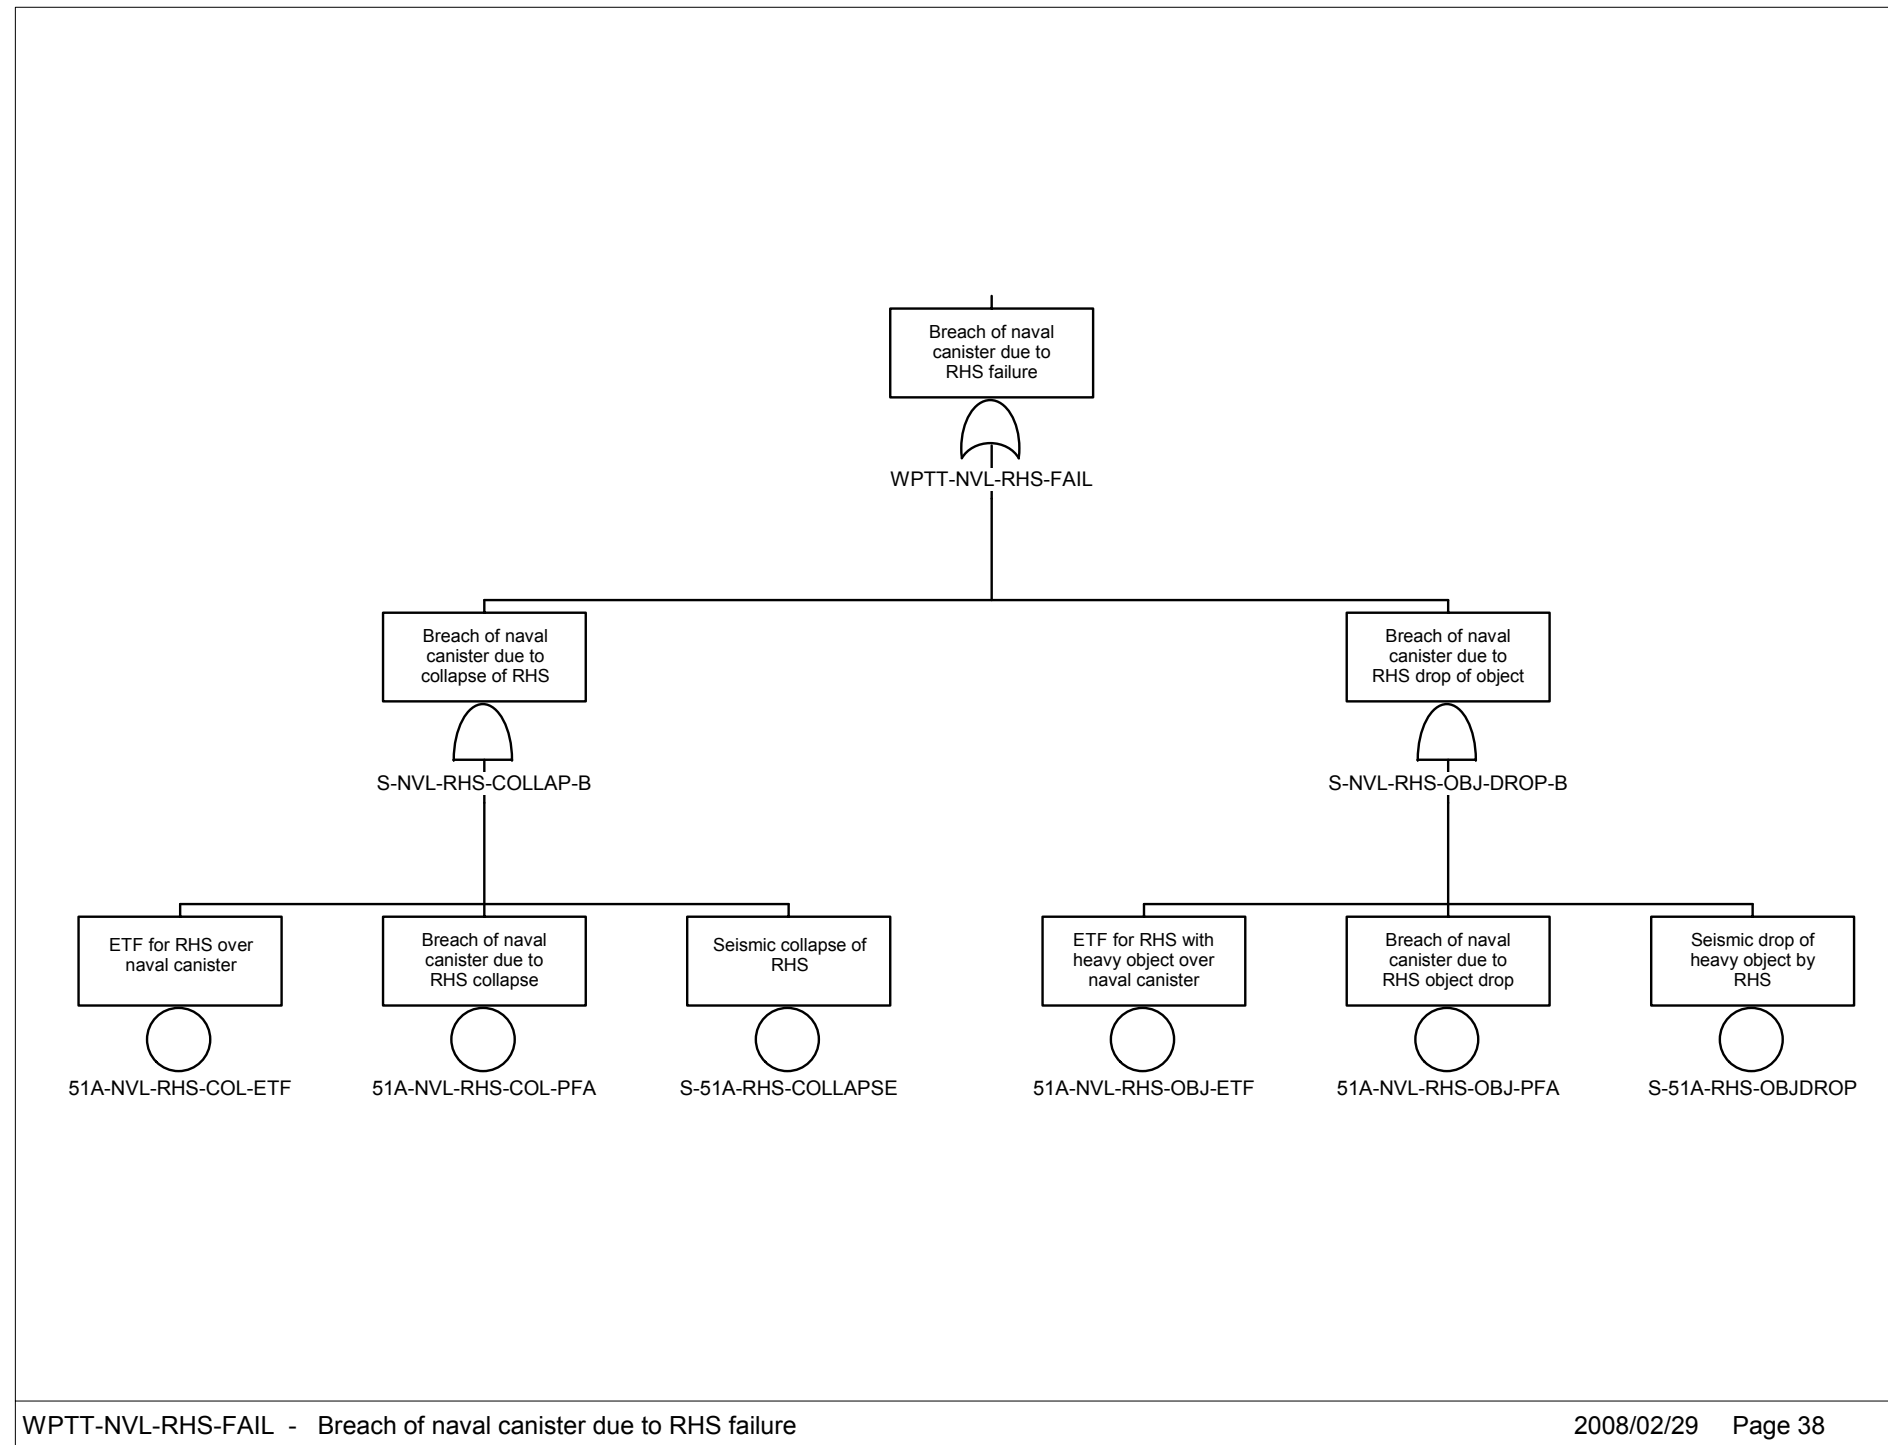 Breach of naval
canister due to
RHS failure
WPTT-NVL-RHS-FAIL
Breach of naval
canister due to
collapse of RHS
S-NVL-RHS-COLLAP-B
Breach of naval
canister due to
RHS drop of object
S-NVL-RHS-OBJ-DROP-B
ETF for RHS over
naval canister
51A-NVL-RHS-COL-ETF
Breach of naval
canister due to
RHS collapse
51A-NVL-RHS-COL-PFA
Seismic collapse of
RHS
S-51A-RHS-COLLAPSE
ETF for RHS with
heavy object over
naval canister
51A-NVL-RHS-OBJ-ETF
Breach of naval
canister due to
RHS object drop
51A-NVL-RHS-OBJ-PFA
Seismic drop of
heavy object by
RHS
S-51A-RHS-OBJDROP
WPTT-NVL-RHS-FAIL - Breach of naval canister due to RHS failure 2008/02/29 Page 38